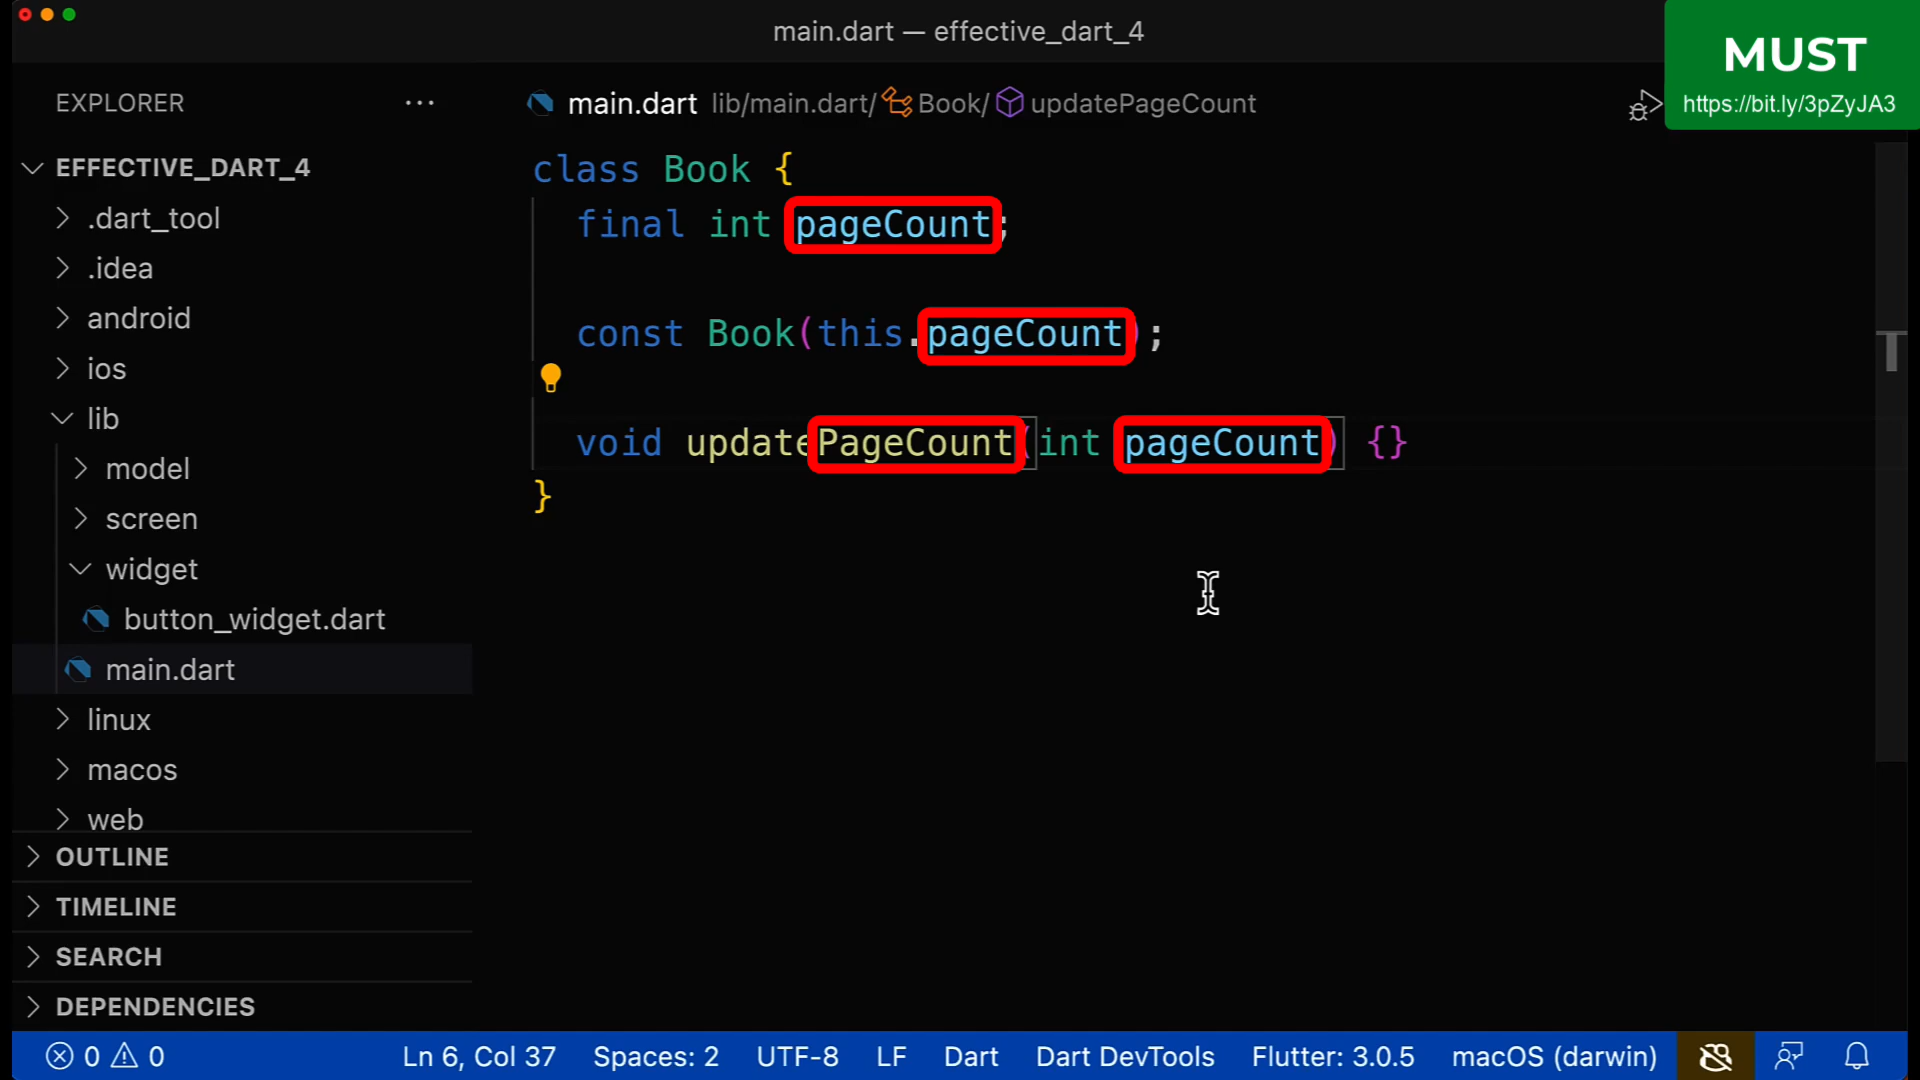 main.dart — effective_dart_4
MUST
https://bit.ly/3pZyJA3
EXPLORER
main.dart lib/main.dart/ Book/ updatePageCount
EFFECTIVE_DART_4
.dart_tool
.idea
android
ios
lib
model
screen
widget
button_widget.dart
main.dart
linux
macos
web
OUTLINE
TIMELINE
SEARCH
DEPENDENCIES
class Book {
final int pageCount;
const Book(this.pageCount);
void updatePageCount(int pageCount) {}
}
0 0 Ln 6, Col 37 Spaces: 2 UTF-8 LF Dart Dart DevTools Flutter: 3.0.5 macOS (darwin)